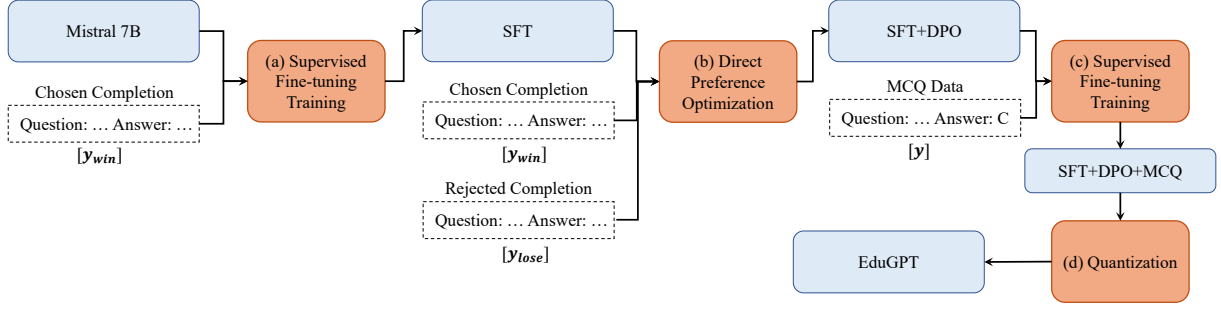 Mistral 7B
Chosen Completion
Question: … Answer: …
[y_win]
(a) Supervised
Fine-tuning
Training
SFT
Chosen Completion
Question: … Answer: …
[y_win]
Rejected Completion
Question: … Answer: …
[y_lose]
(b) Direct
Preference
Optimization
SFT+DPO
MCQ Data
Question: … Answer: C
[y]
(c) Supervised
Fine-tuning
Training
SFT+DPO+MCQ
(d) Quantization
EduGPT